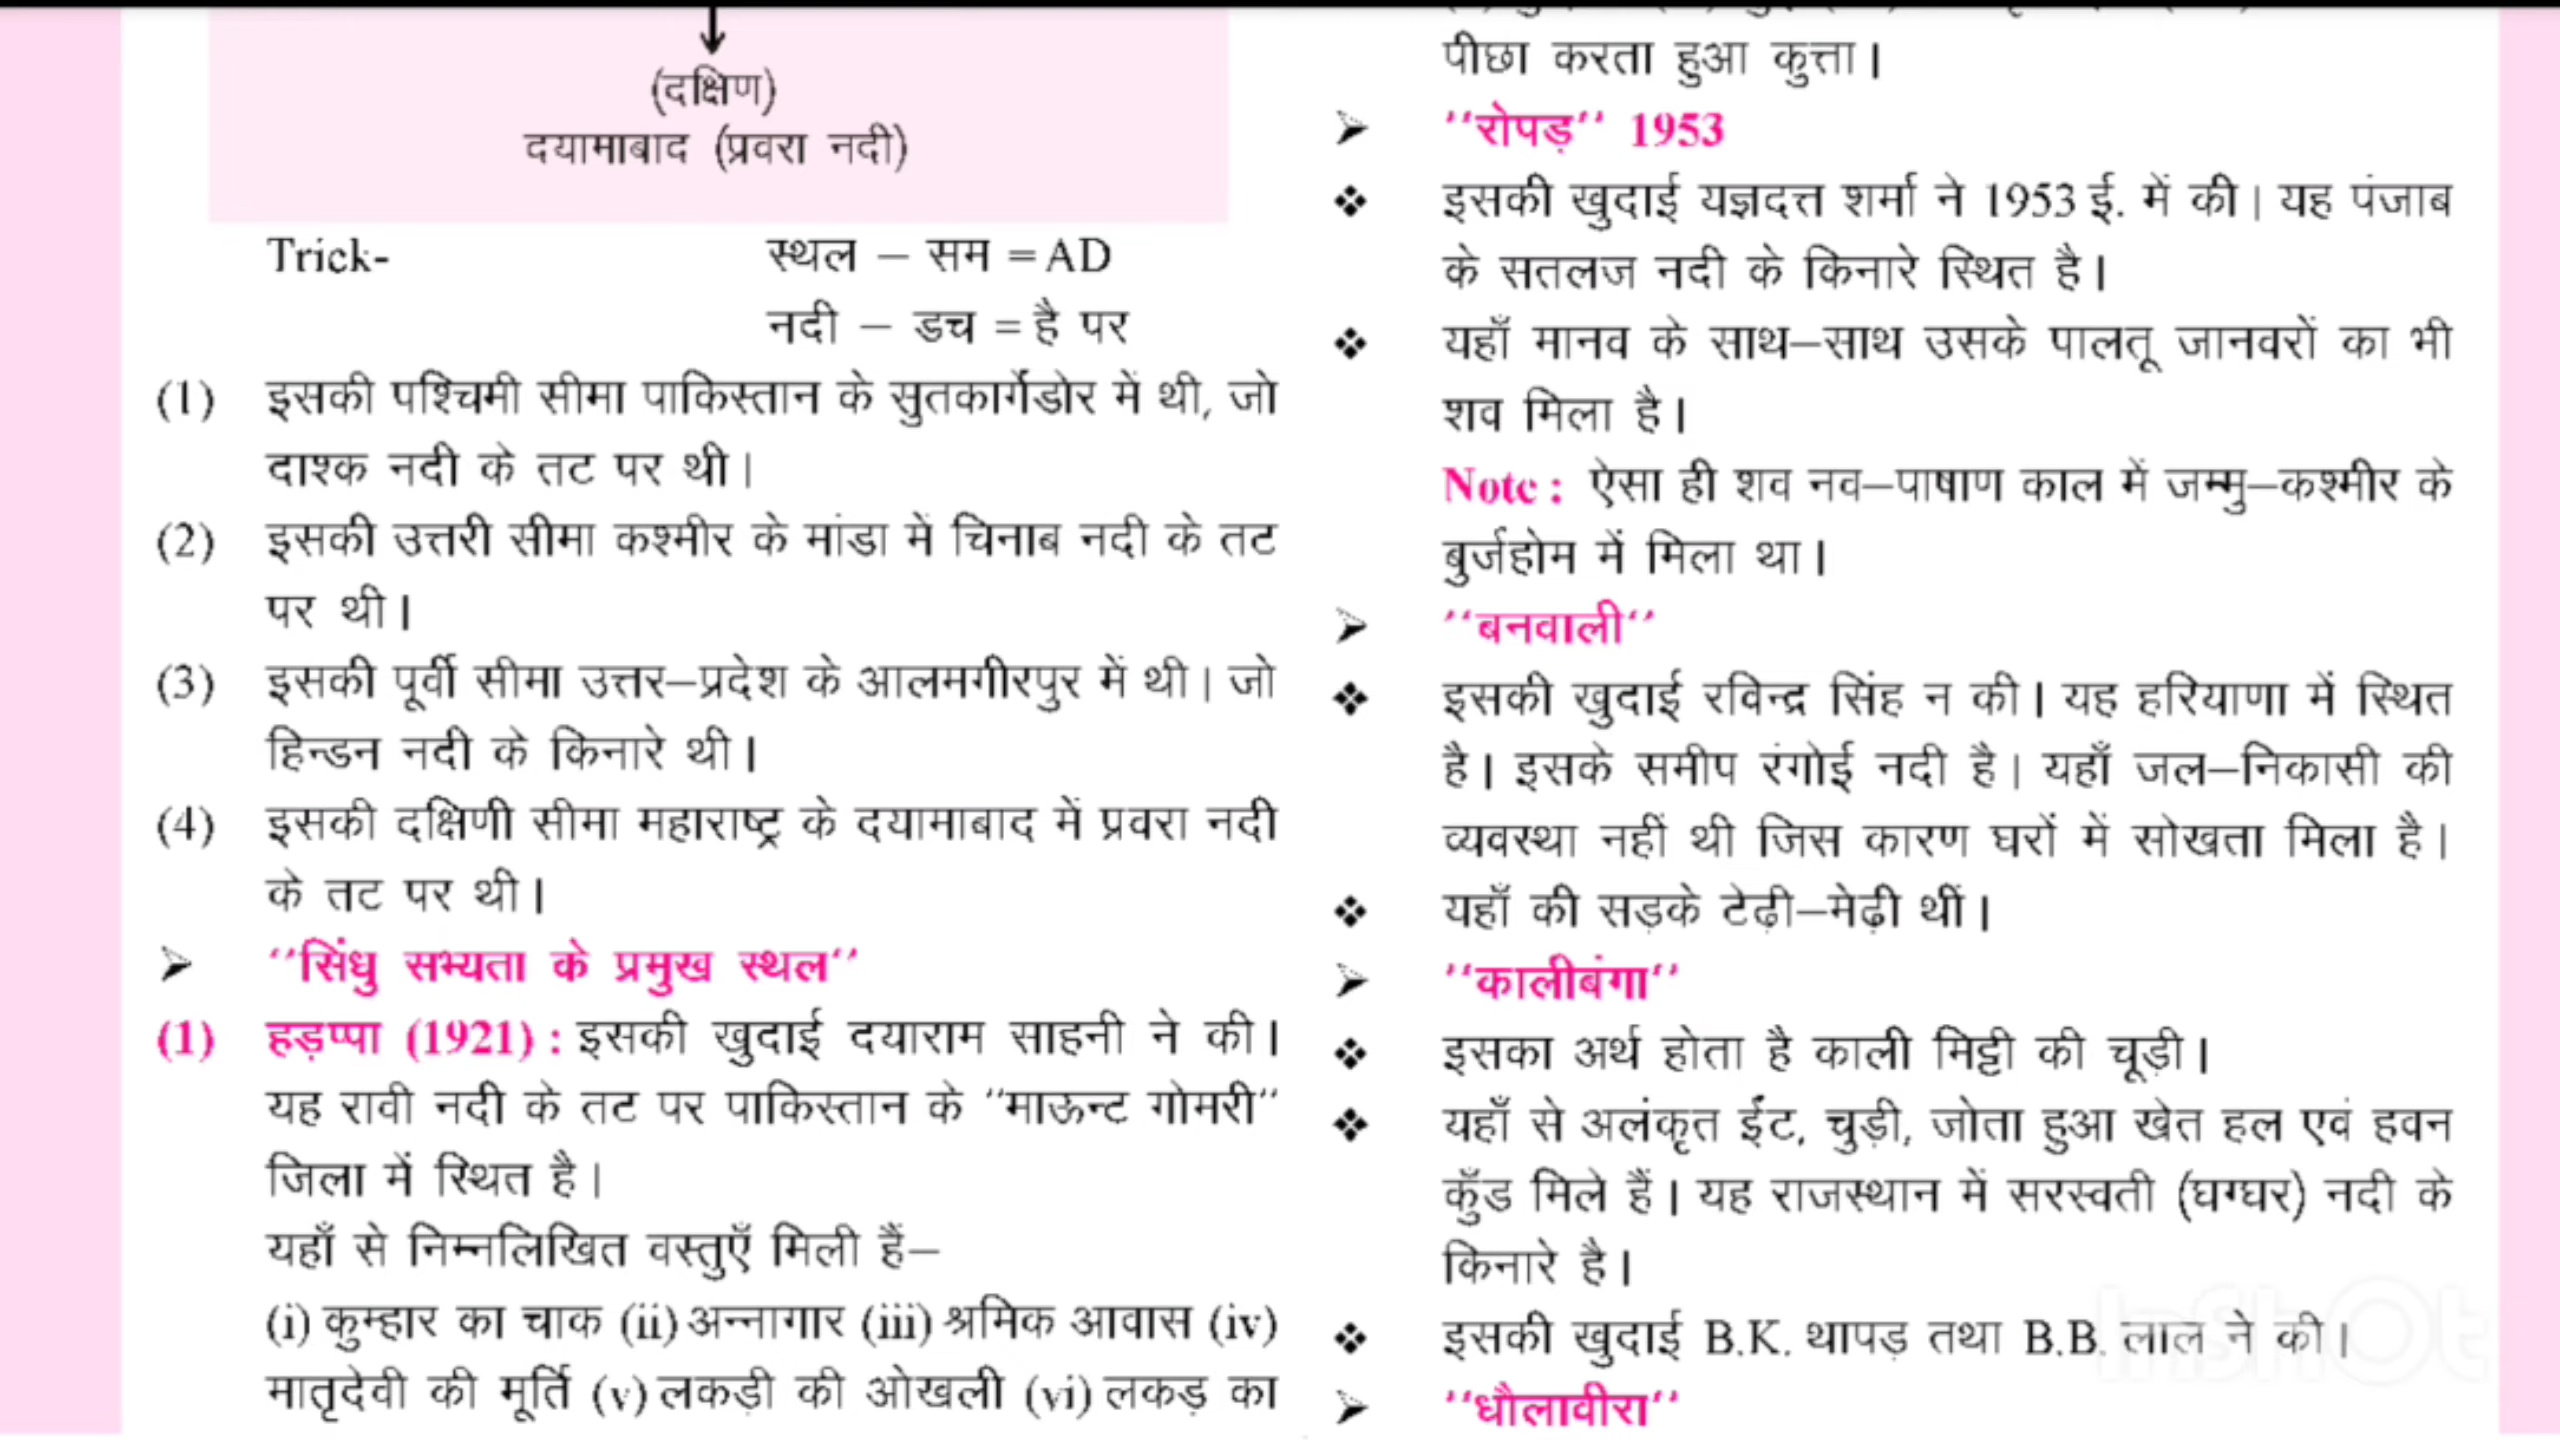 (दक्षिण)
दयामाबाद (प्रवरा नदी)
Trick- स्थल – सम = AD
नदी – डच = है पर
(1) इसकी पश्चिमी सीमा पाकिस्तान के सुतकार्गेडोर में थी, जो
दाश्क नदी के तट पर थी।
(2) इसकी उत्तरी सीमा कश्मीर के मांडा में चिनाब नदी के तट
पर थी।
(3) इसकी पूर्वी सीमा उत्तर–प्रदेश के आलमगीरपुर में थी। जो
हिन्डन नदी के किनारे थी।
(4) इसकी दक्षिणी सीमा महाराष्ट्र के दयामाबाद में प्रवरा नदी
के तट पर थी।
➢ ''सिंधु सभ्यता के प्रमुख स्थल''
(1) हड़प्पा (1921) : इसकी खुदाई दयाराम साहनी ने की।
यह रावी नदी के तट पर पाकिस्तान के ''माऊन्ट गोमरी''
जिला में स्थित है।
यहाँ से निम्नलिखित वस्तुएँ मिली हैं–
(i) कुम्हार का चाक (ii) अन्नागार (iii) श्रमिक आवास (iv)
मातृदेवी की मूर्ति (v) लकड़ी की ओखली (vi) लकड़ का
पीछा करता हुआ कुत्ता।
➢ ''रोपड़'' 1953
❖ इसकी खुदाई यज्ञदत्त शर्मा ने 1953 ई. में की। यह पंजाब
के सतलज नदी के किनारे स्थित है।
❖ यहाँ मानव के साथ–साथ उसके पालतू जानवरों का भी
शव मिला है।
Note : ऐसा ही शव नव–पाषाण काल में जम्मु–कश्मीर के
बुर्जहोम में मिला था।
➢ ''बनवाली''
❖ इसकी खुदाई रविन्द्र सिंह न की। यह हरियाणा में स्थित
है। इसके समीप रंगोई नदी है। यहाँ जल–निकासी की
व्यवस्था नहीं थी जिस कारण घरों में सोखता मिला है।
❖ यहाँ की सड़के टेढ़ी–मेढ़ी थीं।
➢ ''कालीबंगा''
❖ इसका अर्थ होता है काली मिट्टी की चूड़ी।
❖ यहाँ से अलंकृत ईंट, चुड़ी, जोता हुआ खेत हल एवं हवन
कुँड मिले हैं। यह राजस्थान में सरस्वती (घग्घर) नदी के
किनारे है।
❖ इसकी खुदाई B.K. थापड़ तथा B.B. लाल ने की।
➢ ''धौलावीरा''
InShOt